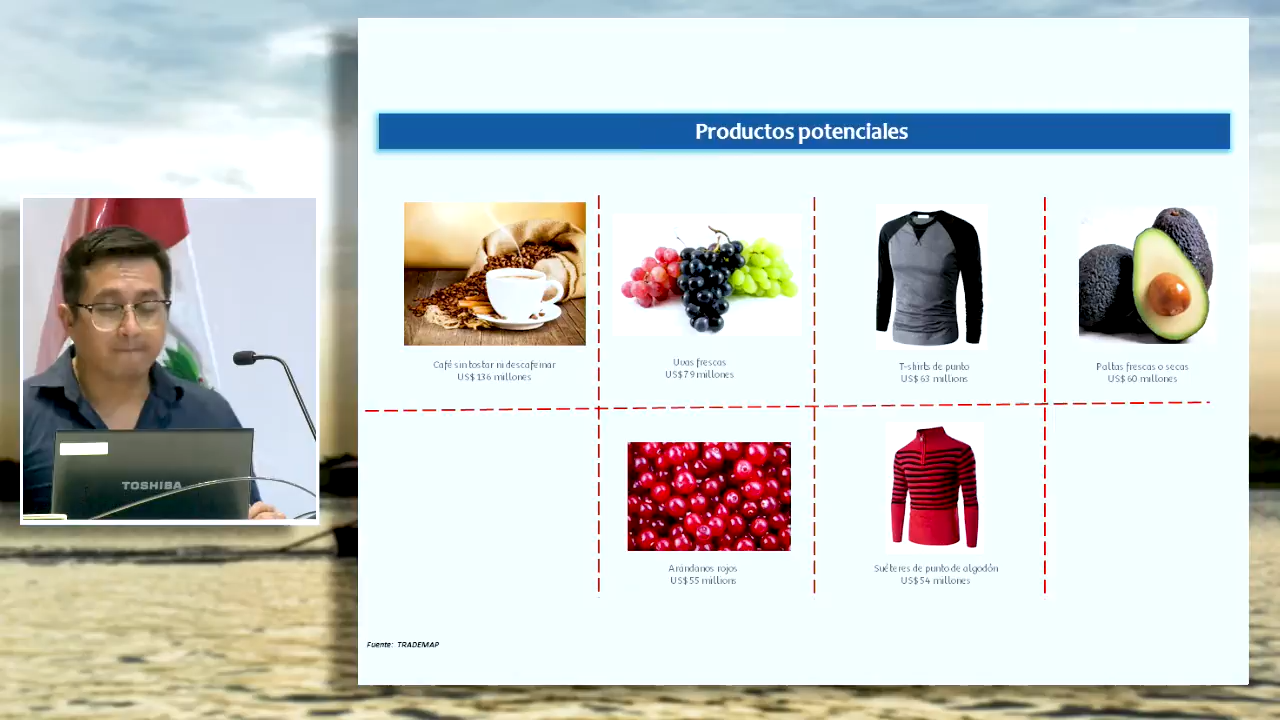 Productos potenciales
Café sin tostar ni descafeinar
US$ 136 millones
Uvas frescas
US$ 79 millones
T-shirts de punto
US$ 63 millions
Paltas frescas o secas
US$ 60 millones
Arándanos rojos
US$ 55 millions
Suéteres de punto de algodón
US$ 54 millones
Fuente: TRADEMAP
TOSHIBA